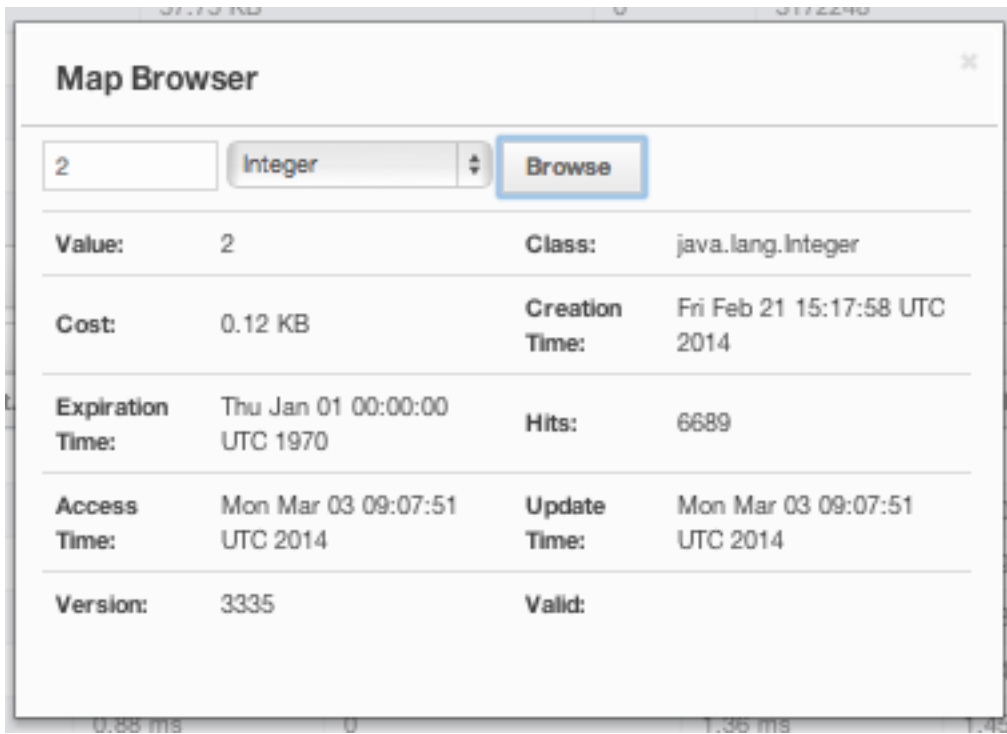 Map Browser
×
2 Integer Browse
Value: 2 Class: java.lang.Integer
Cost: 0.12 KB Creation Time: Fri Feb 21 15:17:58 UTC 2014
Expiration Time: Thu Jan 01 00:00:00 UTC 1970 Hits: 6689
Access Time: Mon Mar 03 09:07:51 UTC 2014 Update Time: Mon Mar 03 09:07:51 UTC 2014
Version: 3335 Valid:
0.88 ms 0 1.36 ms